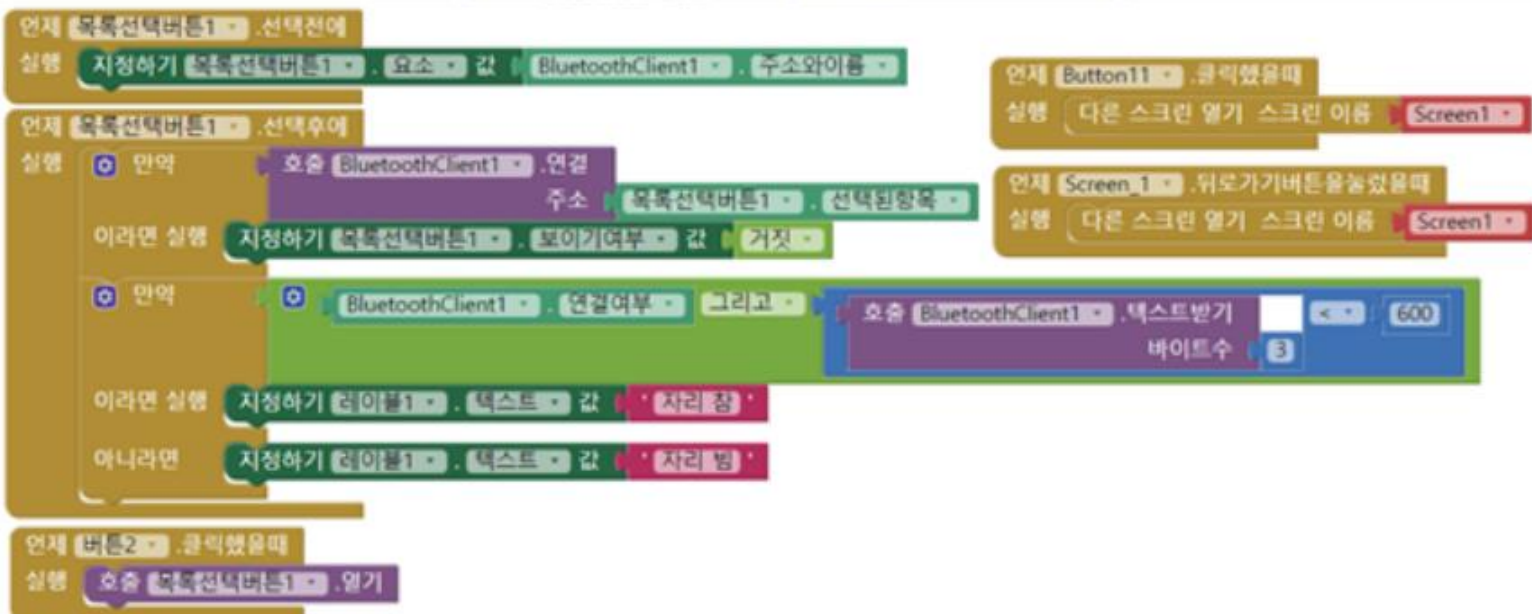 언제 목록선택버튼1 .선택전에
실행 지정하기 목록선택버튼1 . 요소 값 BluetoothClient1 . 주소와이름
언제 목록선택버튼1 .선택후에
실행 만약 호출 BluetoothClient1 .연결
주소 목록선택버튼1 . 선택된항목
이라면 실행 지정하기 목록선택버튼1 . 보이기여부 값 거짓
만약 BluetoothClient1 . 연결여부 그리고 호출 BluetoothClient1 .텍스트받기 < 600
바이트수 3
이라면 실행 지정하기 레이블1 . 텍스트 값 ' 자리 참 '
아니라면 지정하기 레이블1 . 텍스트 값 ' 자리 빔 '
언제 버튼2 .클릭했을때
실행 호출 목록선택버튼1 .열기
언제 Button11 .클릭했을때
실행 다른 스크린 열기 스크린 이름 Screen1
언제 Screen_1 .뒤로가기버튼을눌렀을때
실행 다른 스크린 열기 스크린 이름 Screen1